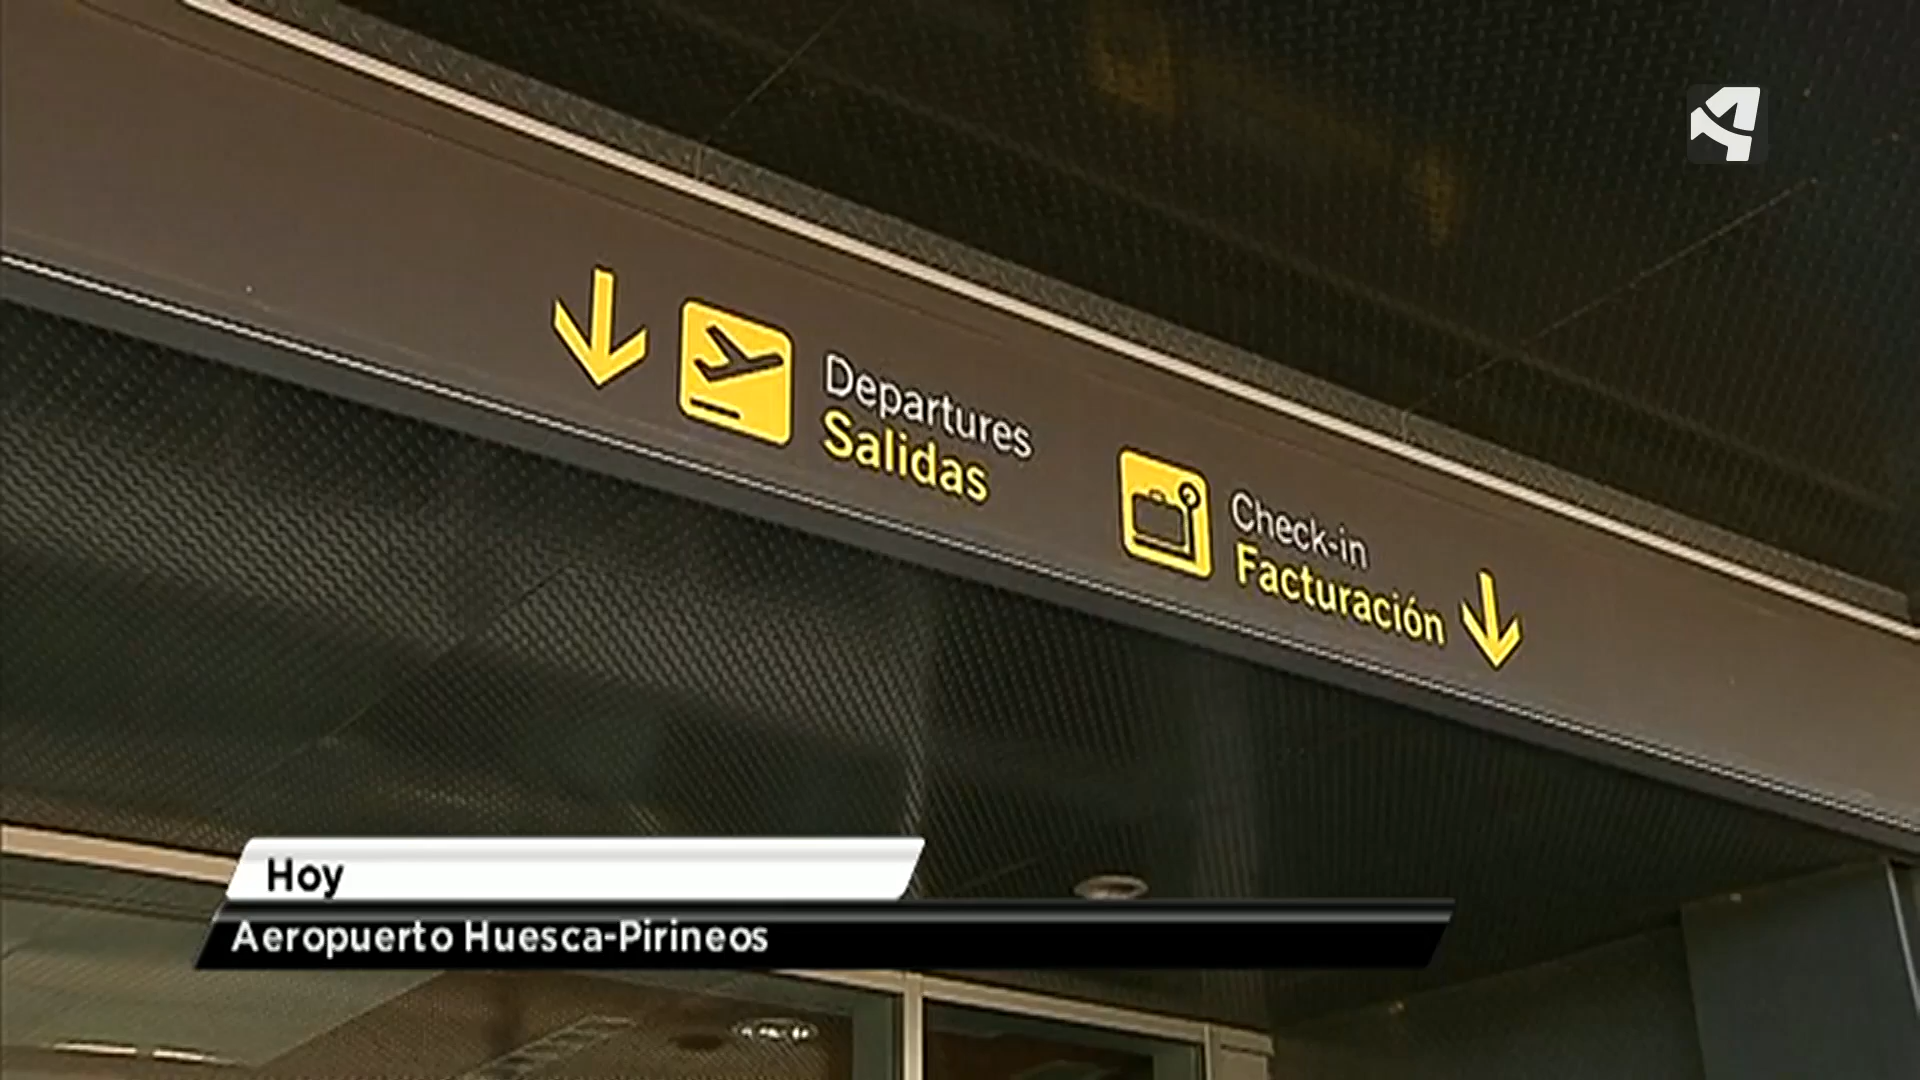 Departures
Salidas
Check-in
Facturación
Hoy
Aeropuerto Huesca-Pirineos